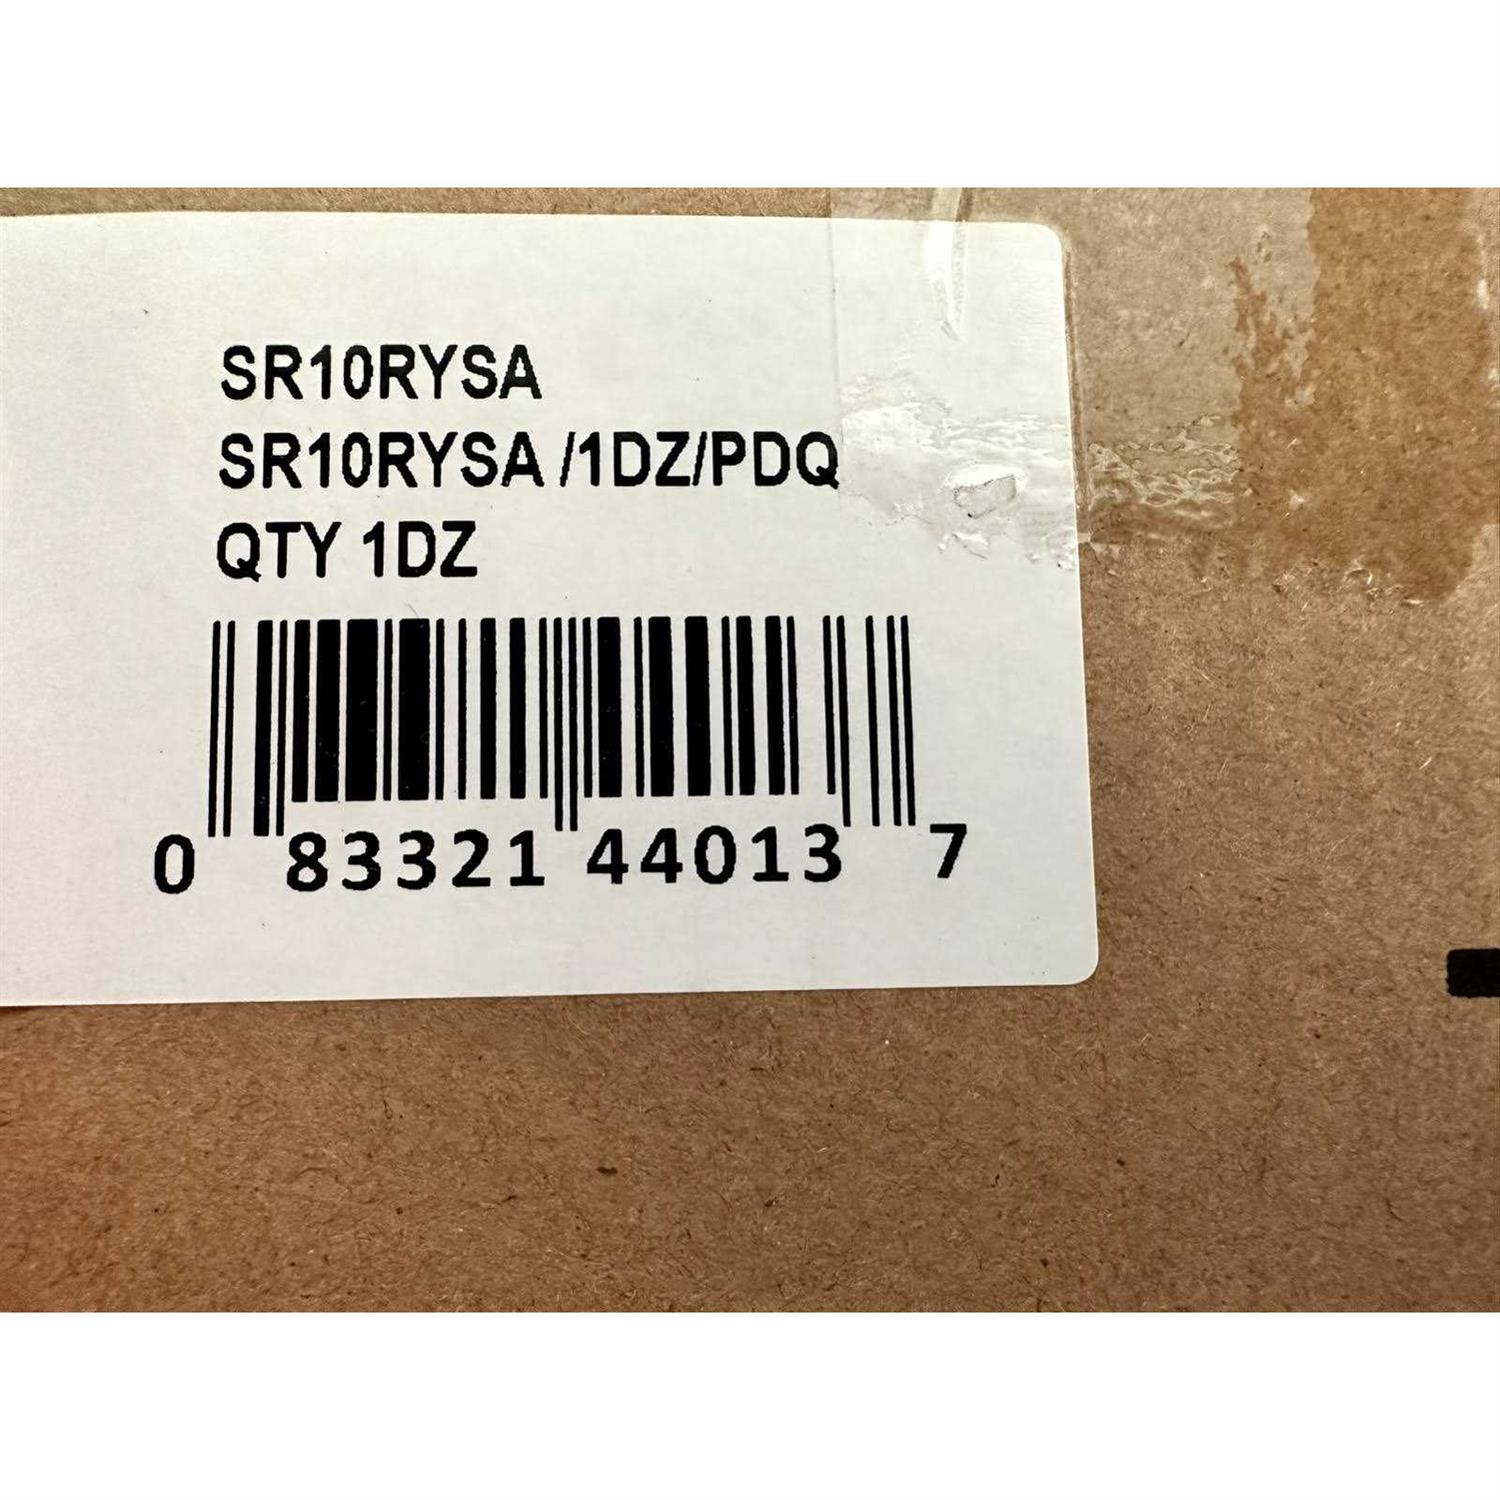 SR10RYSA
SR10RYSA /1DZ/PDQ
QTY 1DZ
0 83321 44013 7